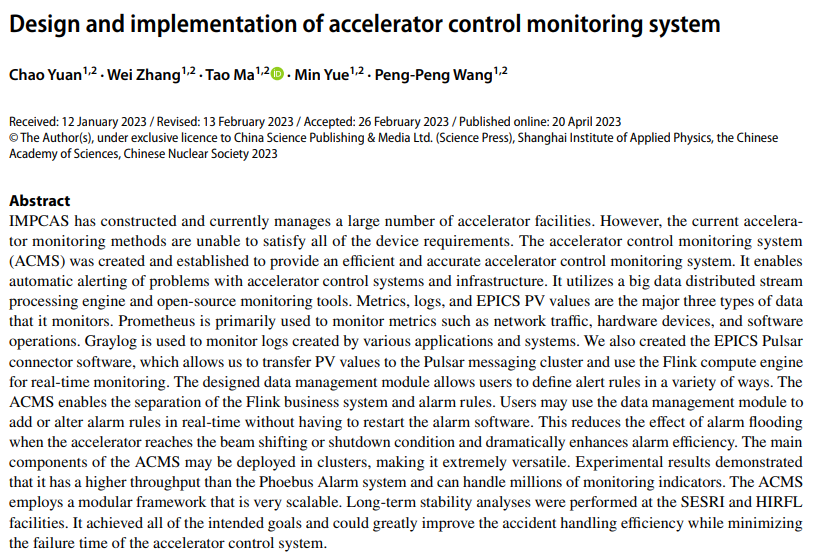 Design and implementation of accelerator control monitoring system
Chao Yuan1,2 · Wei Zhang1,2 · Tao Ma1,2 iD · Min Yue1,2 · Peng-Peng Wang1,2
Received: 12 January 2023 / Revised: 13 February 2023 / Accepted: 26 February 2023 / Published online: 20 April 2023
© The Author(s), under exclusive licence to China Science Publishing & Media Ltd. (Science Press), Shanghai Institute of Applied Physics, the Chinese
Academy of Sciences, Chinese Nuclear Society 2023
Abstract
IMPCAS has constructed and currently manages a large number of accelerator facilities. However, the current accelera-
tor monitoring methods are unable to satisfy all of the device requirements. The accelerator control monitoring system
(ACMS) was created and established to provide an efficient and accurate accelerator control monitoring system. It enables
automatic alerting of problems with accelerator control systems and infrastructure. It utilizes a big data distributed stream
processing engine and open-source monitoring tools. Metrics, logs, and EPICS PV values are the major three types of data
that it monitors. Prometheus is primarily used to monitor metrics such as network traffic, hardware devices, and software
operations. Graylog is used to monitor logs created by various applications and systems. We also created the EPICS Pulsar
connector software, which allows us to transfer PV values to the Pulsar messaging cluster and use the Flink compute engine
for real-time monitoring. The designed data management module allows users to define alert rules in a variety of ways. The
ACMS enables the separation of the Flink business system and alarm rules. Users may use the data management module to
add or alter alarm rules in real-time without having to restart the alarm software. This reduces the effect of alarm flooding
when the accelerator reaches the beam shifting or shutdown condition and dramatically enhances alarm efficiency. The main
components of the ACMS may be deployed in clusters, making it extremely versatile. Experimental results demonstrated
that it has a higher throughput than the Phoebus Alarm system and can handle millions of monitoring indicators. The ACMS
employs a modular framework that is very scalable. Long-term stability analyses were performed at the SESRI and HIRFL
facilities. It achieved all of the intended goals and could greatly improve the accident handling efficiency while minimizing
the failure time of the accelerator control system.